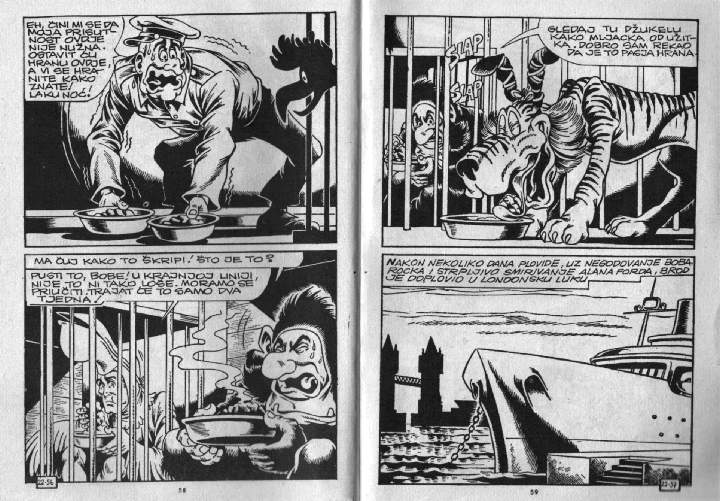 EH, ČINI MI SE DA
MOJA PRISUT-
NOST OVDJE
NIJE NUŽNA.
OSTAVIT ĆU
HRANU OVDJE,
A VI SE HRA-
NITE KAKO
ZNATE!
LAKU NOĆ!
MA ČUJ KAKO TO ŠKRIPI! ŠTO JE TO?
PUSTI TO, BOBE! U KRAJNJOJ LINIJI,
NIJE TO NI TAKO LOŠE. MORAMO SE
PRIUČITI. TRAJAT ĆE TO SAMO DVA
TJEDNA!
22-56
58
GLEDAJ TU DŽUKELU
KAKO MLJACKA OD UŽIT-
KA. DOBRO SAM REKAO
DA JE TO PASJA HRANA.
SLAP
SLAP
NAKON NEKOLIKO DANA PLOVIDBE, UZ NEGODOVANJE BOBA
ROCKA I STRPLJIVO SMIRIVANJE ALANA FORDA, BROD
JE DOPLOVIO U LONDONSKU LUKU
22-57
59